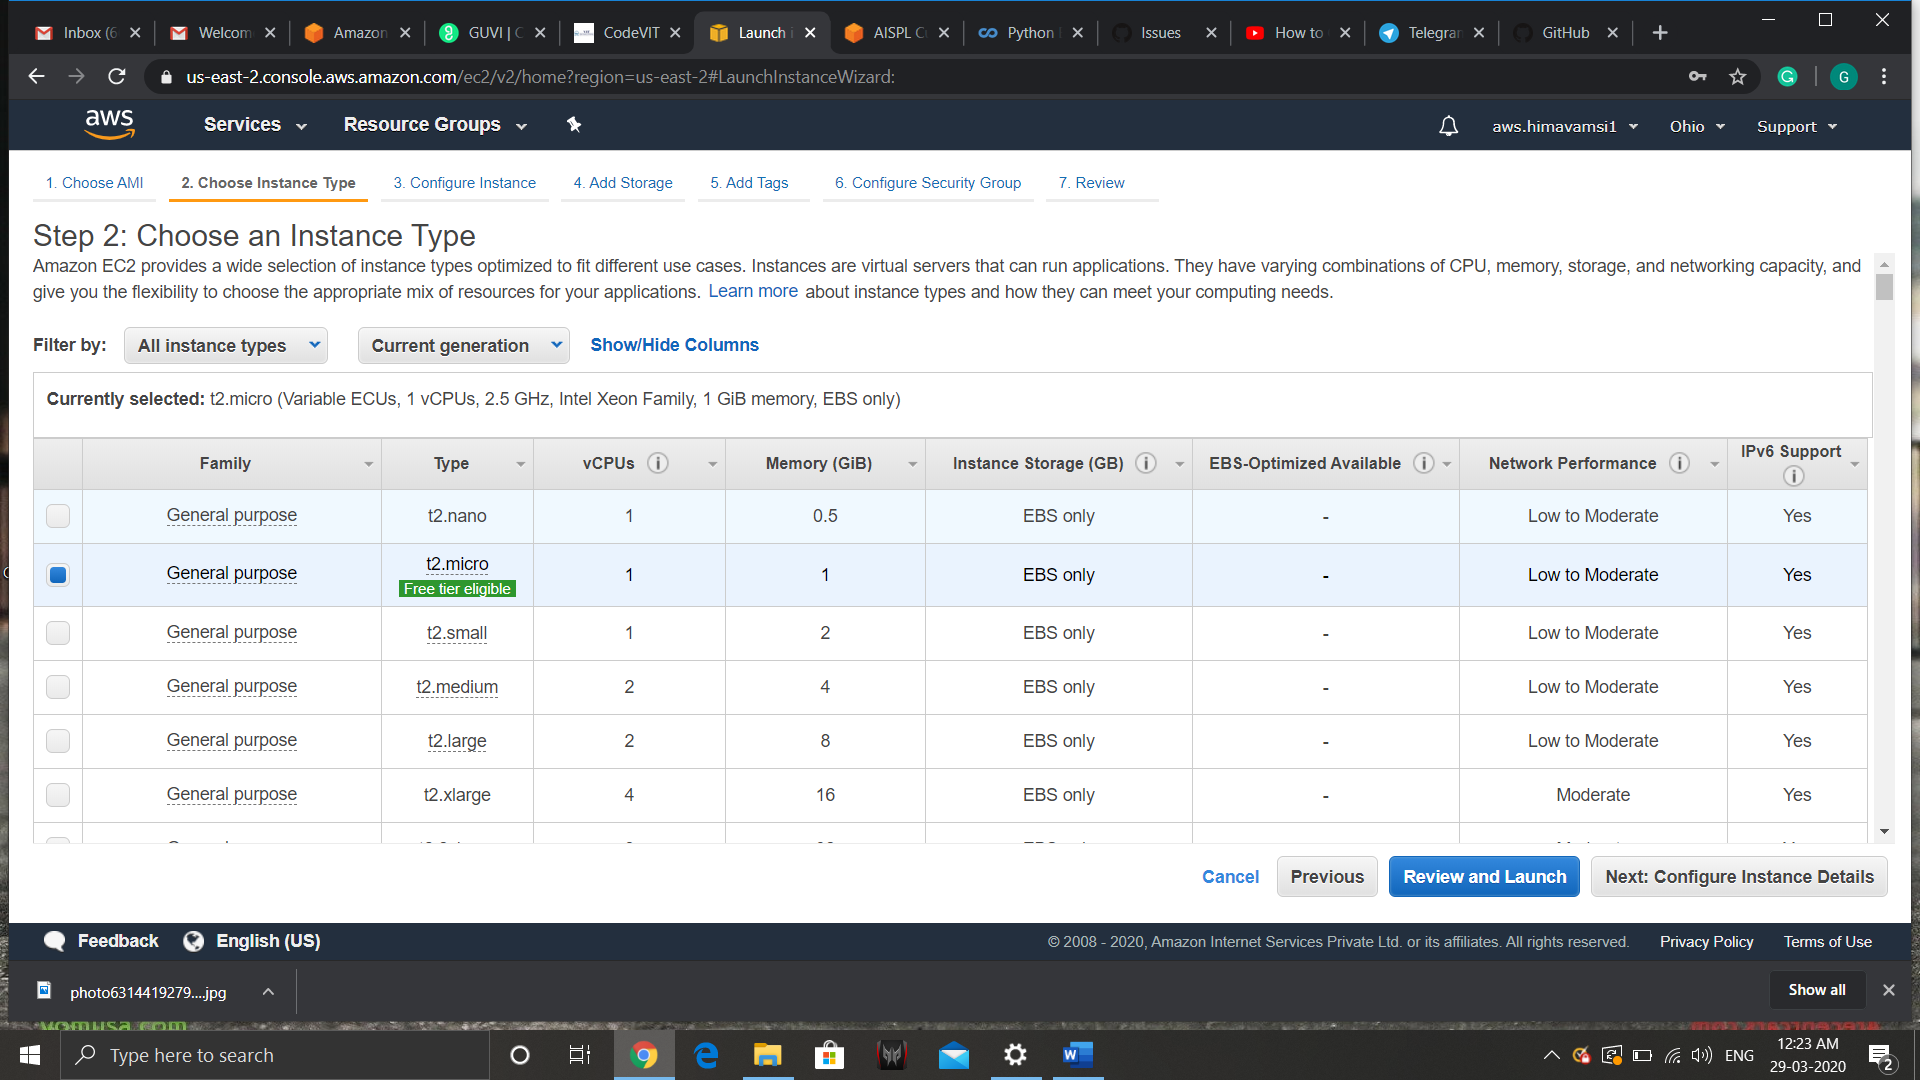 Inbox (6
Welcom
Amazon
GUVI | C
CodeVIT
Launch i
AISPL Cu
Python
Issues
How to
Telegram
GitHub
us-east-2.console.aws.amazon.com/ec2/v2/home?region=us-east-2#LaunchInstanceWizard:
G
aws
Services
Resource Groups
aws.himavamsi1
Ohio
Support
1. Choose AMI
2. Choose Instance Type
3. Configure Instance
4. Add Storage
5. Add Tags
6. Configure Security Group
7. Review
Step 2: Choose an Instance Type
Amazon EC2 provides a wide selection of instance types optimized to fit different use cases. Instances are virtual servers that can run applications. They have varying combinations of CPU, memory, storage, and networking capacity, and
give you the flexibility to choose the appropriate mix of resources for your applications. Learn more about instance types and how they can meet your computing needs.
Filter by: All instance types Current generation Show/Hide Columns
Currently selected: t2.micro (Variable ECUs, 1 vCPUs, 2.5 GHz, Intel Xeon Family, 1 GiB memory, EBS only)
Family Type vCPUs Memory (GiB) Instance Storage (GB) EBS-Optimized Available Network Performance IPv6 Support
General purpose t2.nano 1 0.5 EBS only - Low to Moderate Yes
General purpose t2.micro 1 1 EBS only - Low to Moderate Yes
Free tier eligible
General purpose t2.small 1 2 EBS only - Low to Moderate Yes
General purpose t2.medium 2 4 EBS only - Low to Moderate Yes
General purpose t2.large 2 8 EBS only - Low to Moderate Yes
General purpose t2.xlarge 4 16 EBS only - Moderate Yes
Cancel Previous Review and Launch Next: Configure Instance Details
Feedback English (US) © 2008 - 2020, Amazon Internet Services Private Ltd. or its affiliates. All rights reserved. Privacy Policy Terms of Use
photo6314419279....jpg
Show all
Type here to search
ENG
12:23 AM
29-03-2020
2